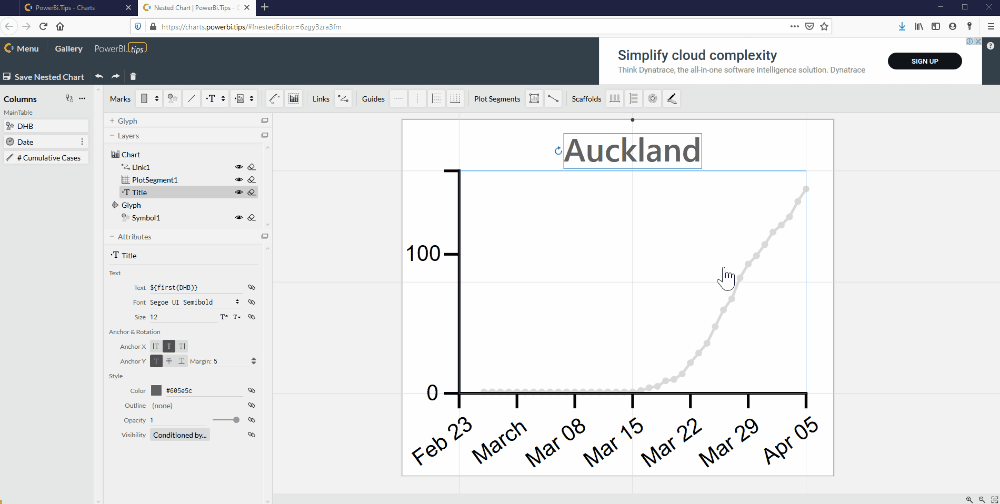 PowerBI.Tips - Charts
Nested Chart | PowerBI.Tips - C
https://charts.powerbi.tips/#!nestedEditor=6zgy5zra3fm
Menu Gallery PowerBI.tips
Simplify cloud complexity
Think Dynatrace, the all-in-one software intelligence solution. Dynatrace
SIGN UP
Save Nested Chart
Columns
MainTable
DHB
Date
# Cumulative Cases
Marks Links Guides Plot Segments Scaffolds
Glyph
Layers
Chart
Link1
PlotSegment1
Title
Glyph
Symbol1
Attributes
Title
Text
Text ${first(DHB)}
Font Segoe UI Semibold
Size 12
Anchor & Rotation
Anchor X
Anchor Y Margin: 5
Style
Color #605e5c
Outline (none)
Opacity 1
Visibility Conditioned by...
Auckland
100
0
Feb 23
March
Mar 08
Mar 15
Mar 22
Mar 29
Apr 05